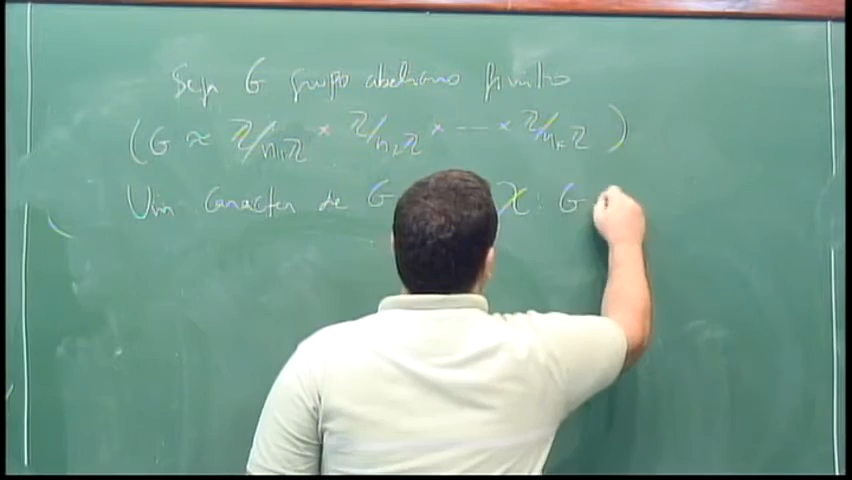 Seja G grupo abeliano finito
(G ≈ ℤ/n₁ℤ × ℤ/n₂ℤ × --- × ℤ/nₖℤ)
Um caracter de G χ: G